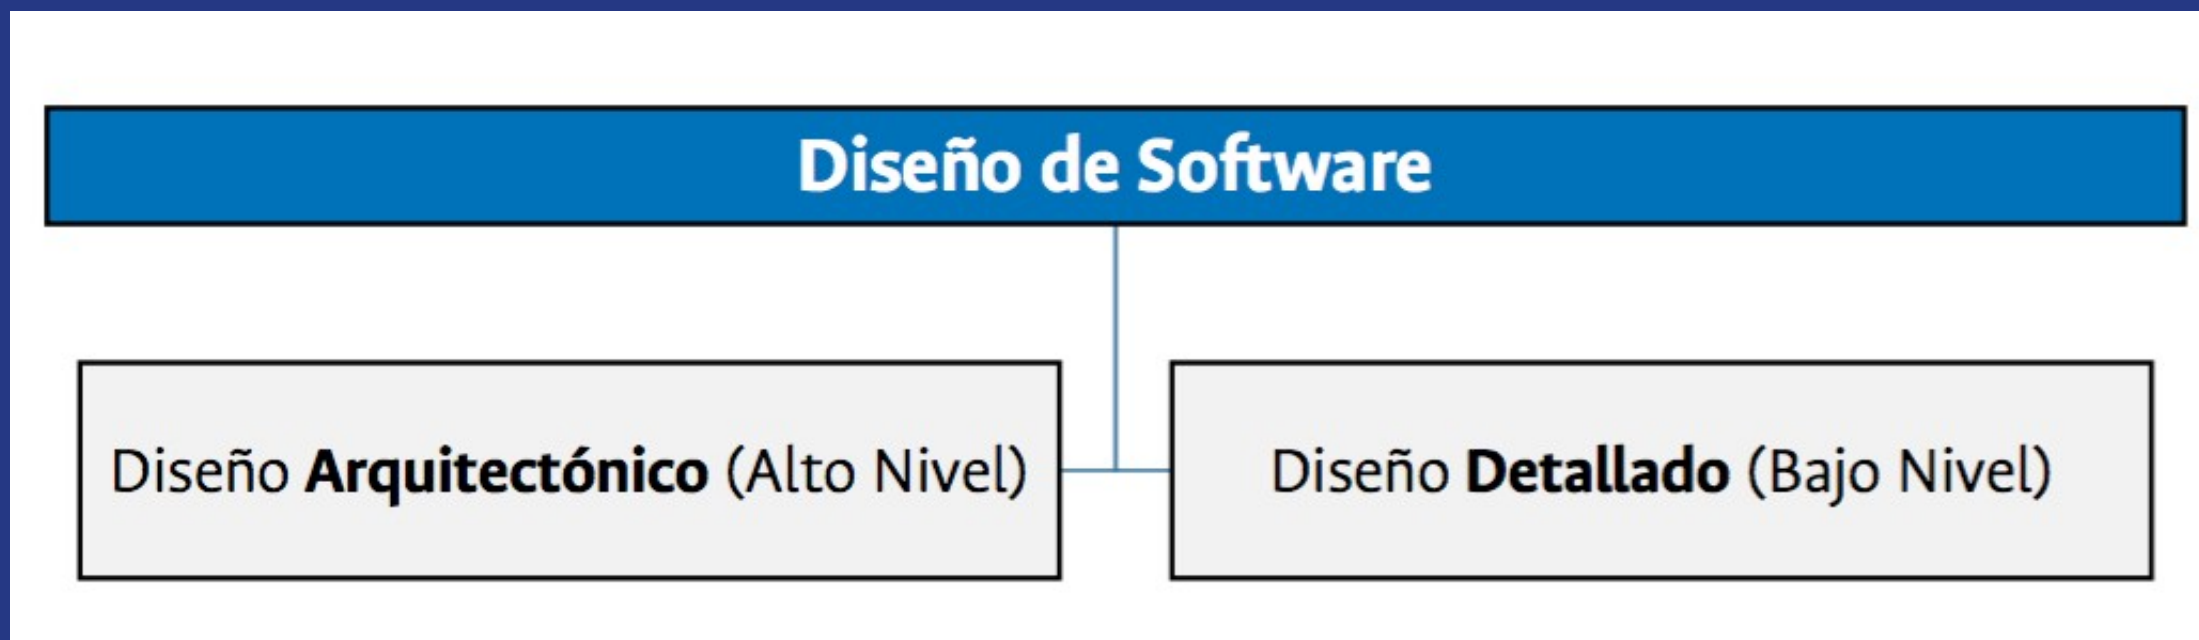 Diseño de Software
Diseño Arquitectónico (Alto Nivel)
Diseño Detallado (Bajo Nivel)